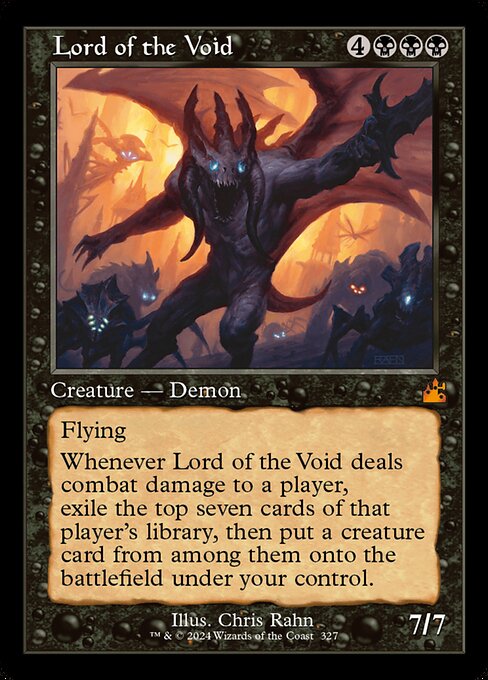 Lord of the Void 4
RAHN
Creature — Demon
Flying
Whenever Lord of the Void deals
combat damage to a player,
exile the top seven cards of that
player's library, then put a creature
card from among them onto the
battlefield under your control.
Illus. Chris Rahn
7/7
™ & © 2024 Wizards of the Coast 327